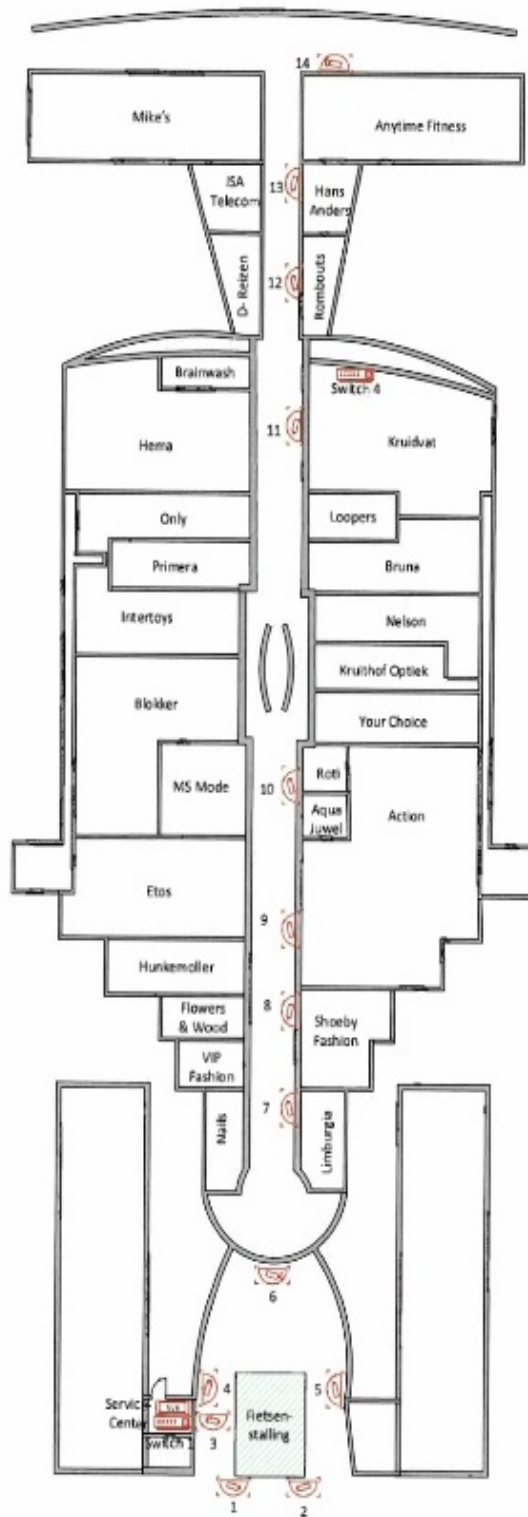 14
Mike's
Anytime Fitness
ISA
Telecom
13
Hans
Anders
D- Reizen
12
Rombouts
Brainwash
Switch 4
11
Hema
Kruidvat
Only
Loopers
Primera
Bruna
Intertoys
Nelson
Kruithof Optiek
Blokker
Your Choice
MS Mode
10
Roti
Aqua
Juwel
Action
Etos
9
Hunkemoller
8
Flowers
& Wood
Shoeby
Fashion
VIP
Fashion
7
Nails
Limburgia
6
4
5
Center
3
Fietsen-
stalling
Switch 1
1
2